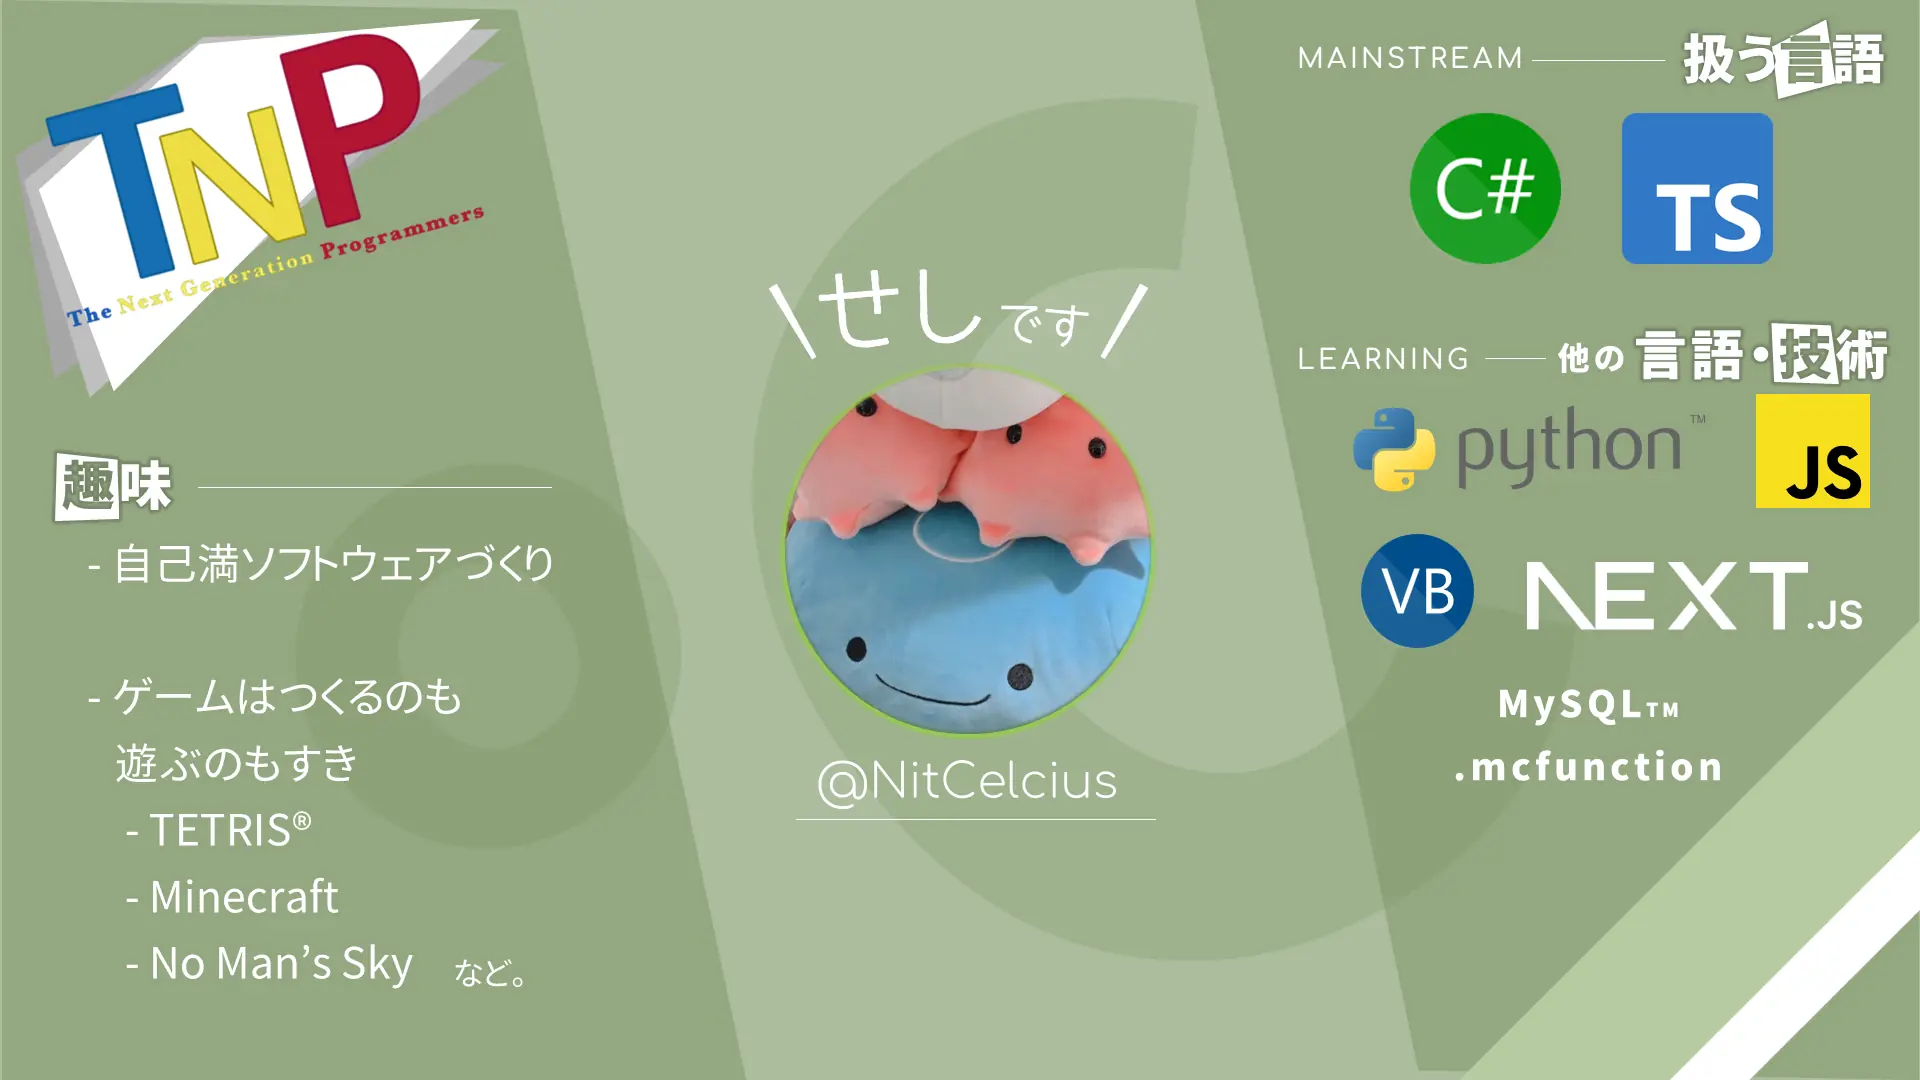 TNP
The Next Generation Programmers
趣味
- 自己満ソフトウェアづくり
- ゲームはつくるのも
遊ぶのもすき
- TETRIS®
- Minecraft
- No Man’s Sky など。
\せしです/
@NitCelcius
MAINSTREAM 扱う言語
C# TS
LEARNING 他の言語・技術
python™ JS
VB NEXT.JS
MySQL™
.mcfunction